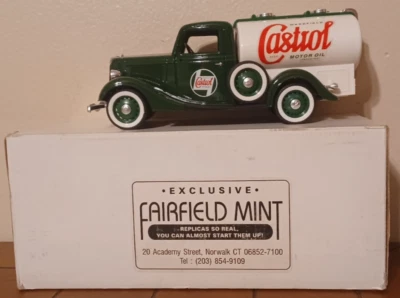 WAKEFIELD
Castrol
MOTOR OIL
Castrol
• EXCLUSIVE •
FAIRFIELD MINT
REPLICAS SO REAL,
YOU CAN ALMOST START THEM UP!
20 Academy Street, Norwalk CT 06852-7100
Tel : (203) 854-9109